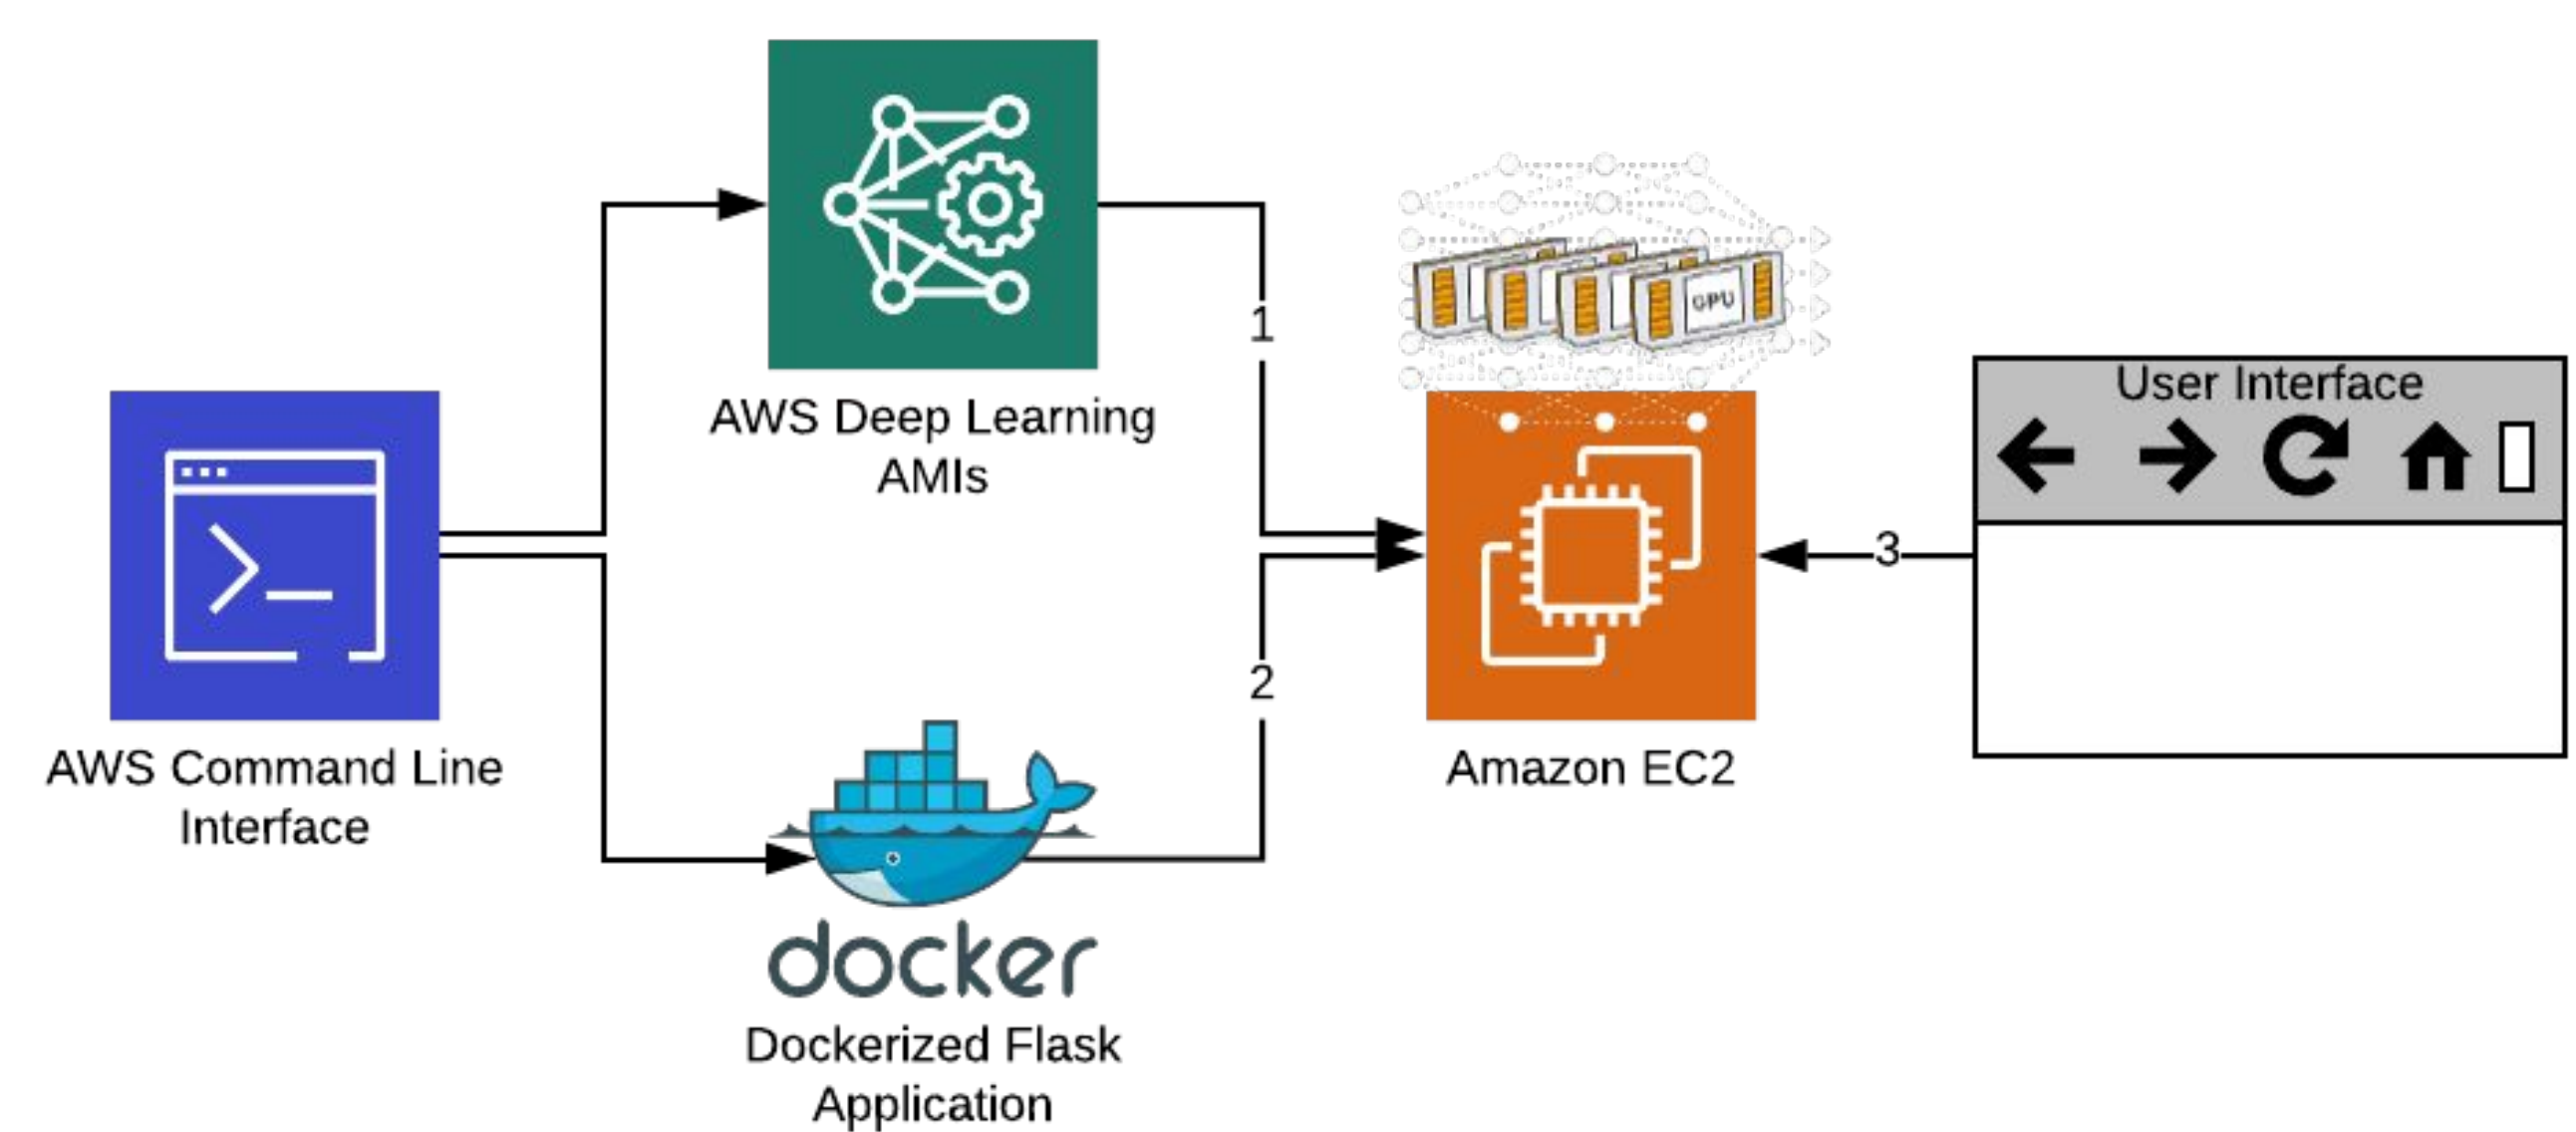 AWS Deep Learning
AMIs
1
GPU
User Interface
AWS Command Line
Interface
3
2
Amazon EC2
docker
Dockerized Flask
Application